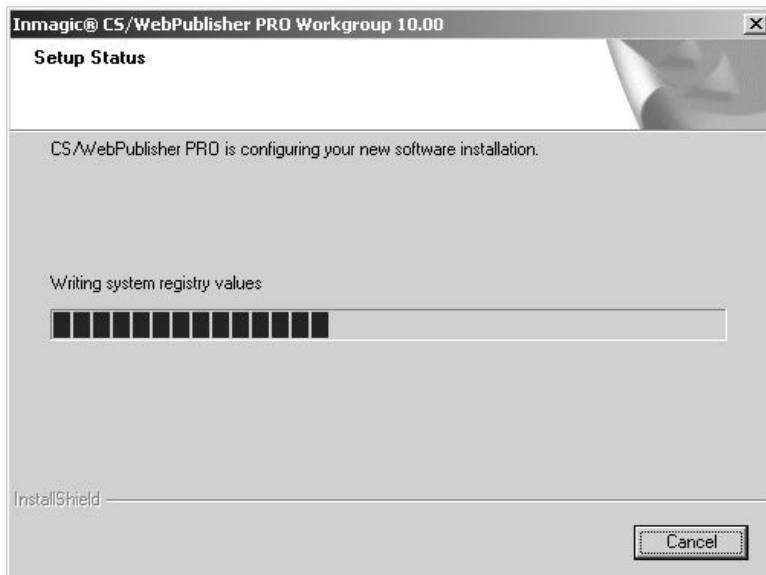 Inmagic® CS/WebPublisher PRO Workgroup 10.00
Setup Status
CS/WebPublisher PRO is configuring your new software installation.
Writing system registry values
InstallShield
Cancel